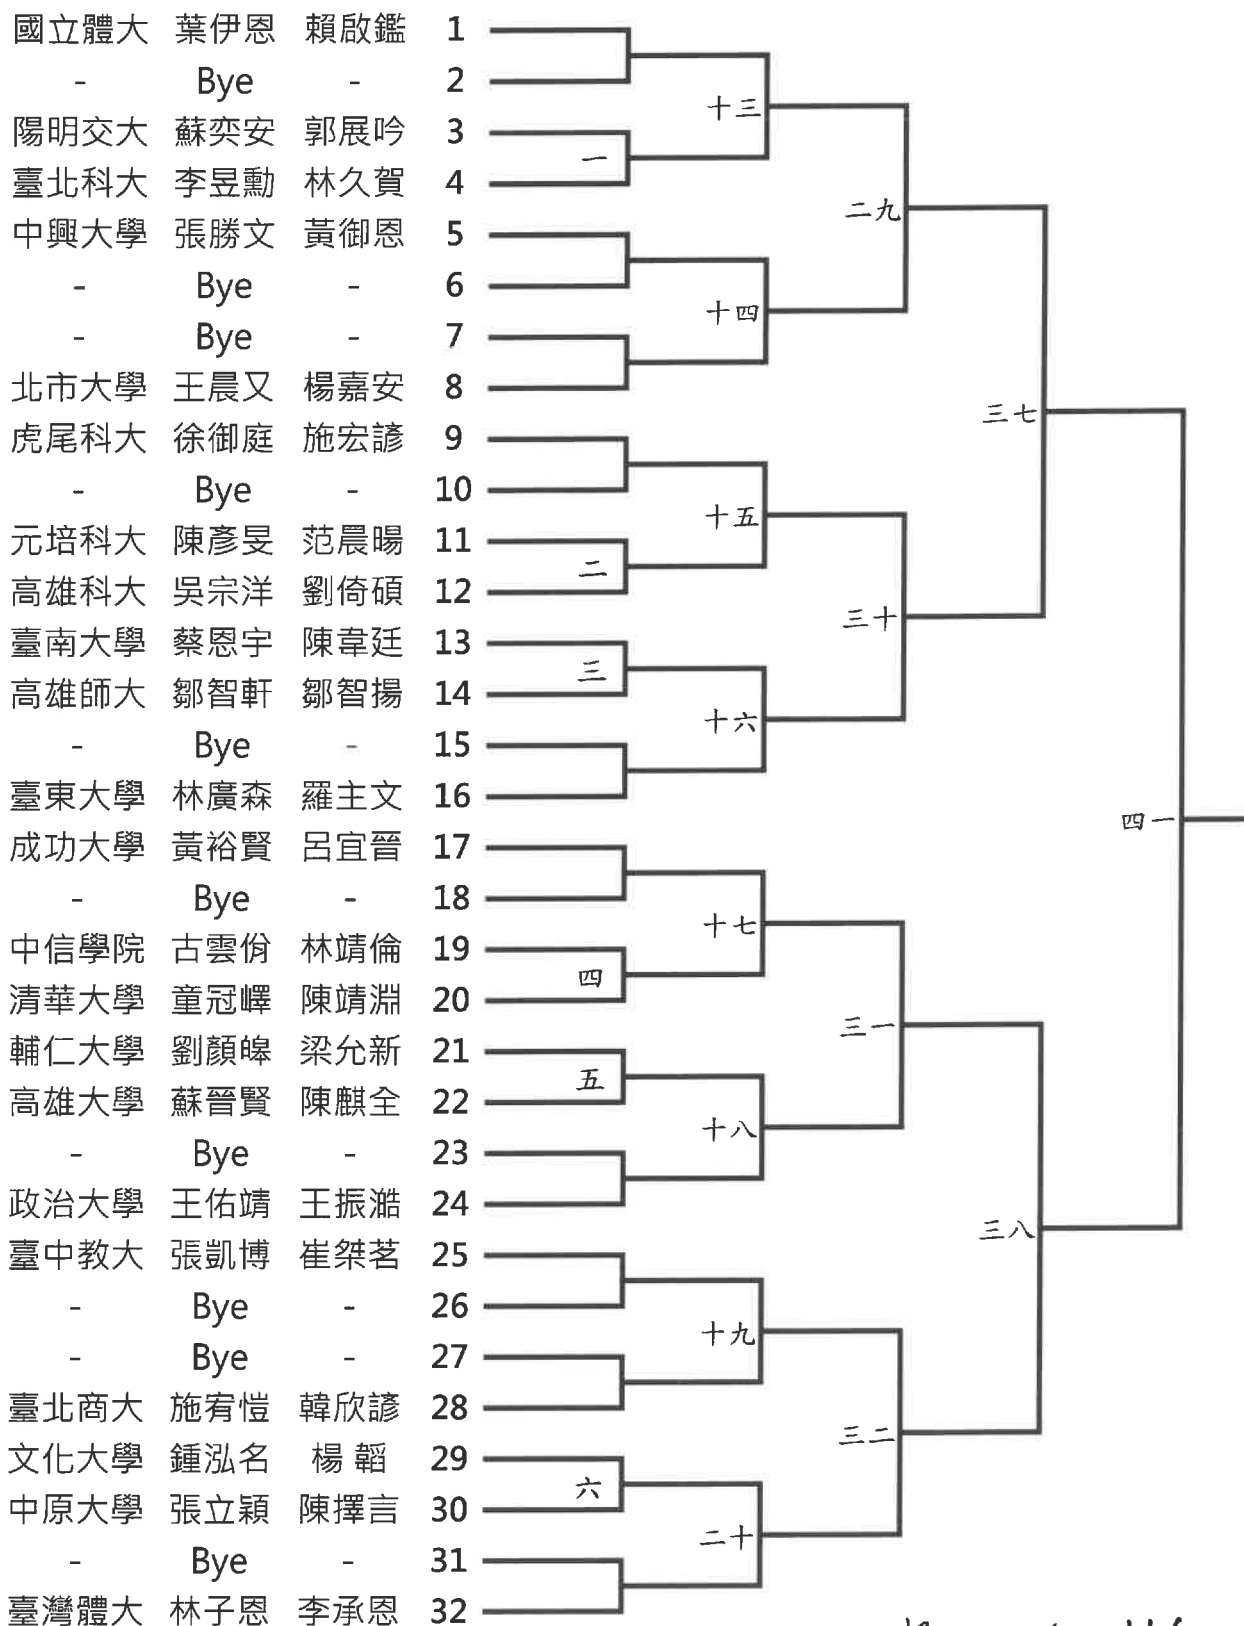 國立體大 葉伊恩 賴啟鑑 1
- Bye - 2
十三
陽明交大 蘇奕安 郭展吟 3
一
臺北科大 李昱勳 林久賀 4
二九
中興大學 張勝文 黃御恩 5
- Bye - 6
十四
- Bye - 7
北市大學 王晨又 楊嘉安 8
三七
虎尾科大 徐御庭 施宏諺 9
- Bye - 10
十五
元培科大 陳彥旻 范晨暘 11
二
高雄科大 吳宗洋 劉倚碩 12
三十
臺南大學 蔡恩宇 陳韋廷 13
三
高雄師大 鄒智軒 鄒智揚 14
十六
- Bye - 15
臺東大學 林廣森 羅主文 16
四一
成功大學 黃裕賢 呂宜晉 17
- Bye - 18
十七
中信學院 古雲佾 林靖倫 19
四
清華大學 童冠嶧 陳靖淵 20
三一
輔仁大學 劉顏皞 梁允新 21
五
高雄大學 蘇晉賢 陳麒全 22
十八
- Bye - 23
政治大學 王佑靖 王振澔 24
三八
臺中教大 張凱博 崔桀茗 25
- Bye - 26
十九
- Bye - 27
臺北商大 施宥愷 韓欣諺 28
三二
文化大學 鍾泓名 楊 韜 29
六
中原大學 張立穎 陳擇言 30
二十
- Bye - 31
臺灣體大 林子恩 李承恩 32